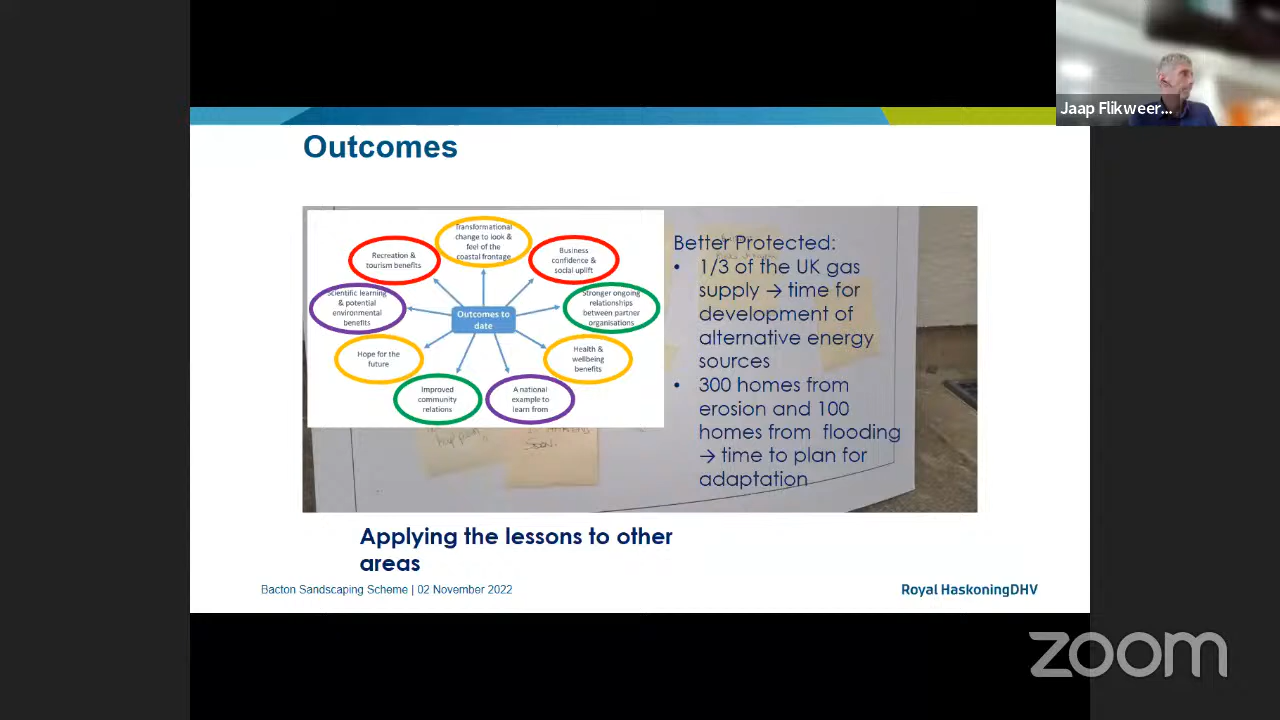 Jaap Flikweer...
Outcomes
Transformational
change to look &
feel of the
coastal frontage
Recreation &
tourism benefits
Business
confidence &
social uplift
Scientific learning
& potential
environmental
benefits
Stronger ongoing
relationships
between partner
organisations
Outcomes to
date
Hope for the
future
Health &
wellbeing
benefits
Improved
community
relations
A national
example to
learn from
Better Protected:
• 1/3 of the UK gas
supply → time for
development of
alternative energy
sources
• 300 homes from
erosion and 100
homes from flooding
→ time to plan for
adaptation
Applying the lessons to other
areas
Bacton Sandscaping Scheme | 02 November 2022
Royal HaskoningDHV
zoom